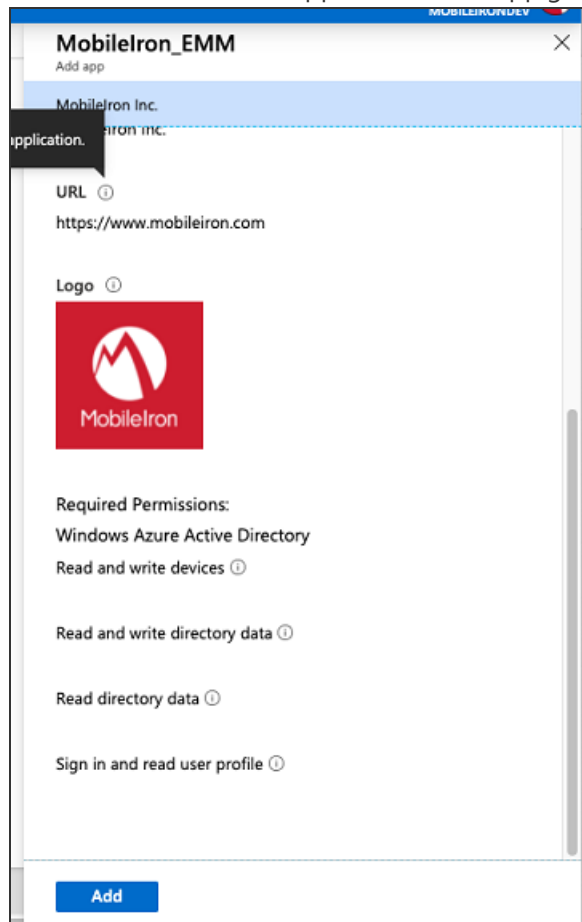 MOBILEIRONDEV
MobileIron_EMM
Add app
MobileIron Inc.
pplication.
URL
https://www.mobileiron.com
Logo
MobileIron
Required Permissions:
Windows Azure Active Directory
Read and write devices
Read and write directory data
Read directory data
Sign in and read user profile
Add